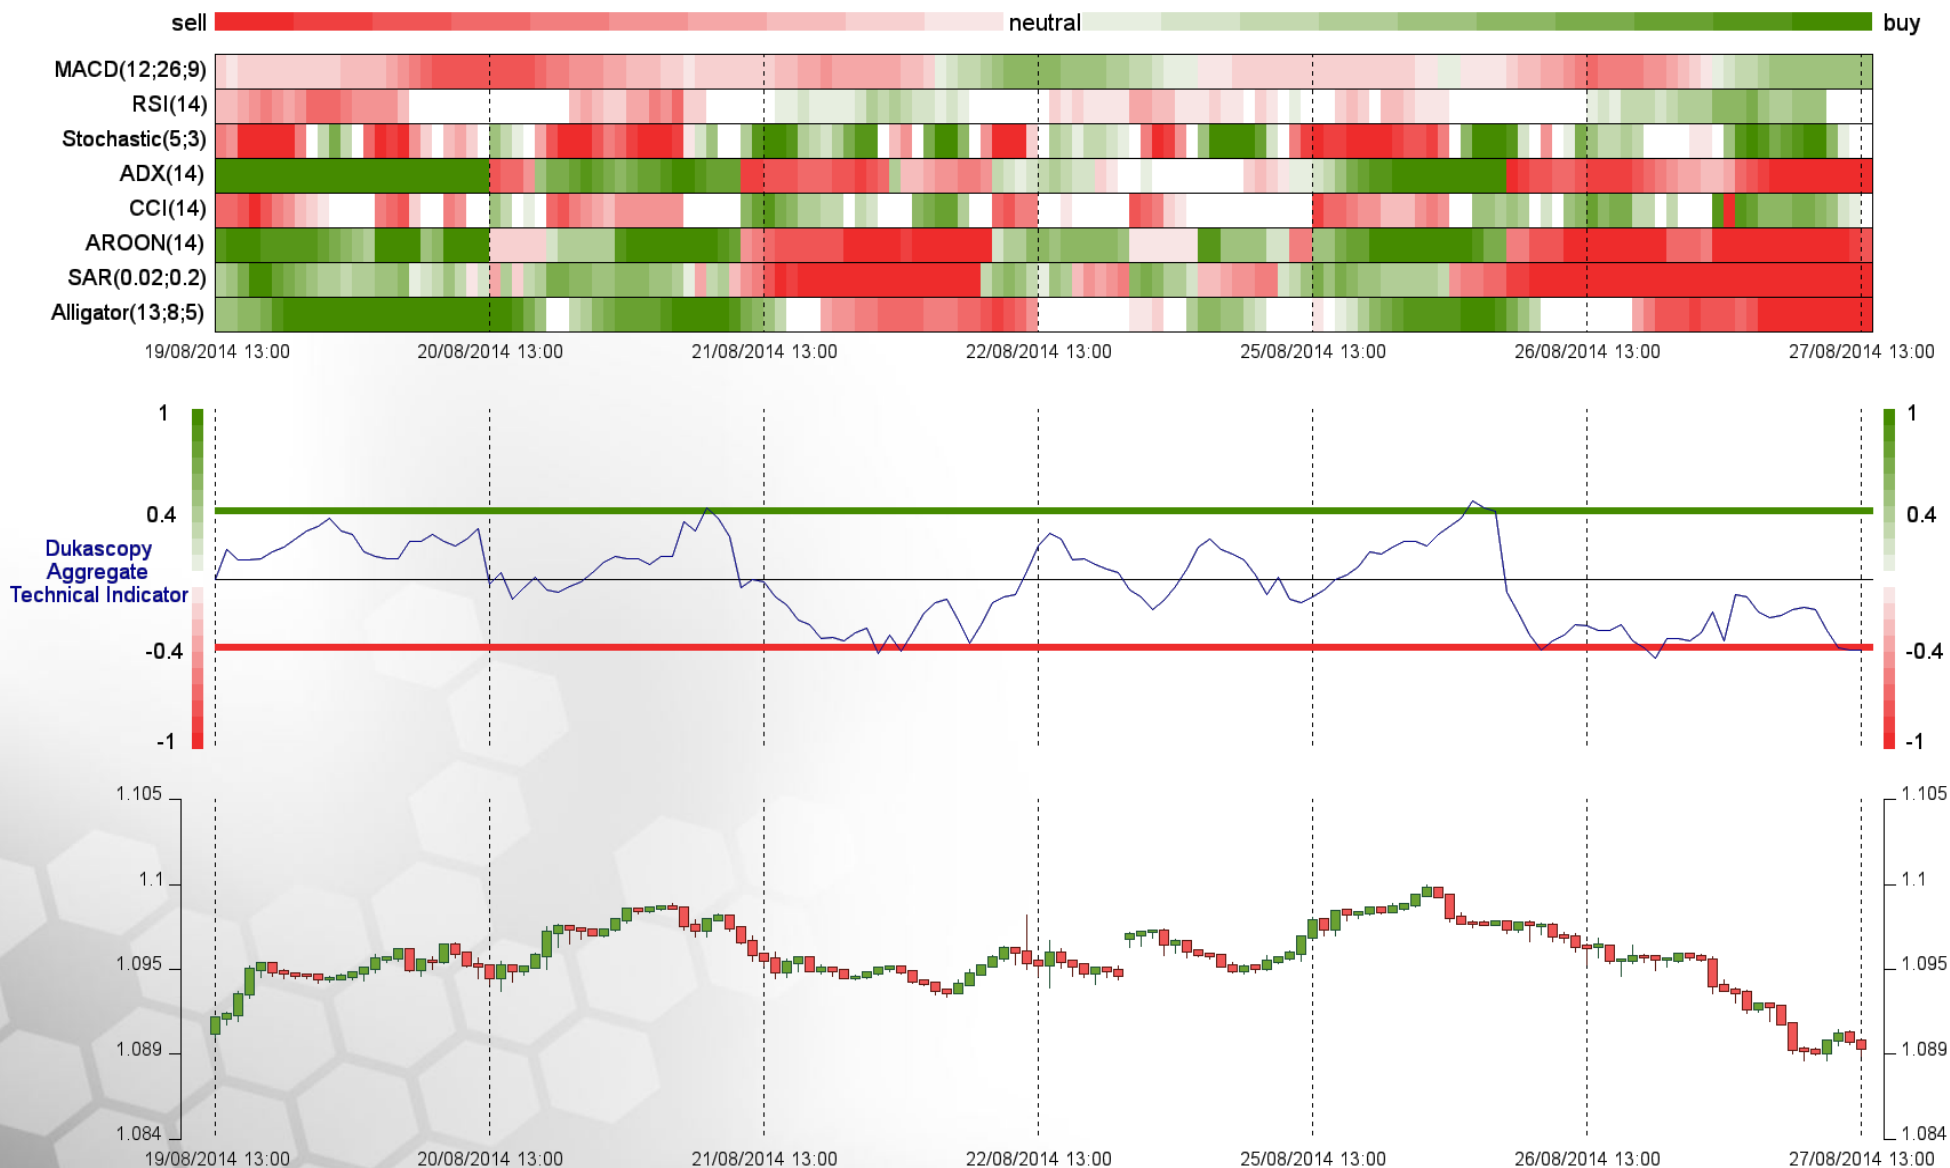 sell neutral buy
MACD(12;26;9)
RSI(14)
Stochastic(5;3)
ADX(14)
CCI(14)
AROON(14)
SAR(0.02;0.2)
Alligator(13;8;5)
19/08/2014 13:00 20/08/2014 13:00 21/08/2014 13:00 22/08/2014 13:00 25/08/2014 13:00 26/08/2014 13:00 27/08/2014 13:00
1 1
0.4 0.4
Dukascopy
Aggregate
Technical Indicator
-0.4 -0.4
-1 -1
1.105 1.105
1.1 1.1
1.095 1.095
1.089 1.089
1.084 1.084
19/08/2014 13:00 20/08/2014 13:00 21/08/2014 13:00 22/08/2014 13:00 25/08/2014 13:00 26/08/2014 13:00 27/08/2014 13:00